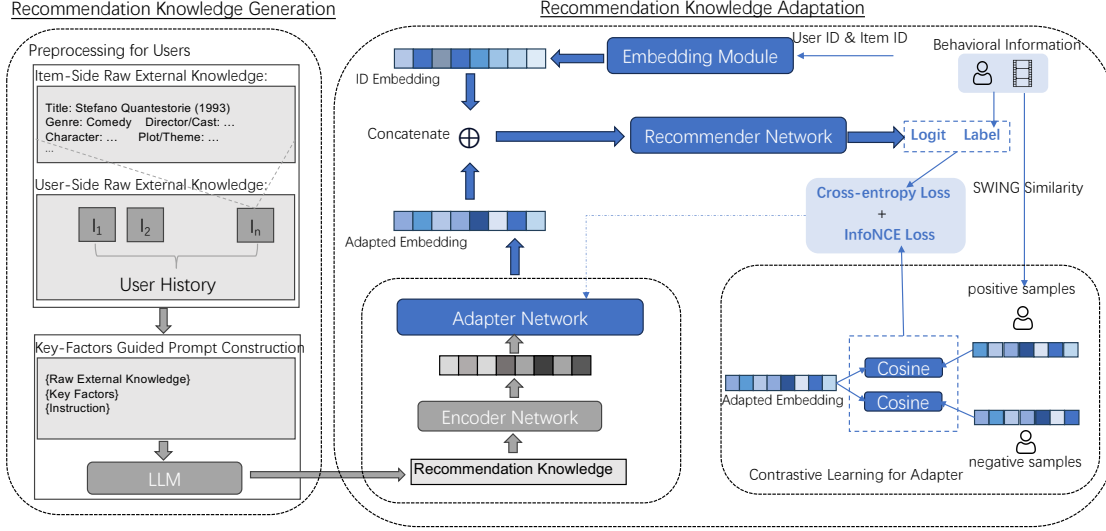 Recommendation Knowledge Generation
Preprocessing for Users
Item-Side Raw External Knowledge:
Title: Stefano Quantestorie (1993)
Genre: Comedy Director/Cast: ...
Character: ... Plot/Theme: ...
...
User-Side Raw External Knowledge:
I1 I2 In
User History
Key-Factors Guided Prompt Construction
{Raw External Knowledge}
{Key Factors}
{Instruction}
LLM
Recommendation Knowledge Adaptation
ID Embedding
Embedding Module
User ID & Item ID
Behavioral Information
Concatenate
Recommender Network
Logit Label
Cross-entropy Loss
+
InfoNCE Loss
SWING Similarity
Adapted Embedding
Adapter Network
Encoder Network
Recommendation Knowledge
positive samples
Cosine
Adapted Embedding
Cosine
negative samples
Contrastive Learning for Adapter